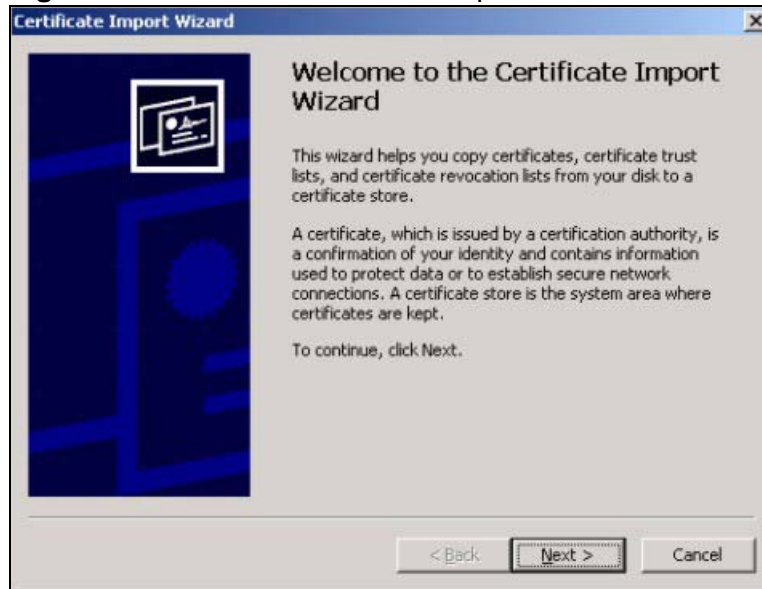 Certificate Import Wizard
Welcome to the Certificate Import
Wizard
This wizard helps you copy certificates, certificate trust
lists, and certificate revocation lists from your disk to a
certificate store.
A certificate, which is issued by a certification authority, is
a confirmation of your identity and contains information
used to protect data or to establish secure network
connections. A certificate store is the system area where
certificates are kept.
To continue, click Next.
< Back
Next >
Cancel